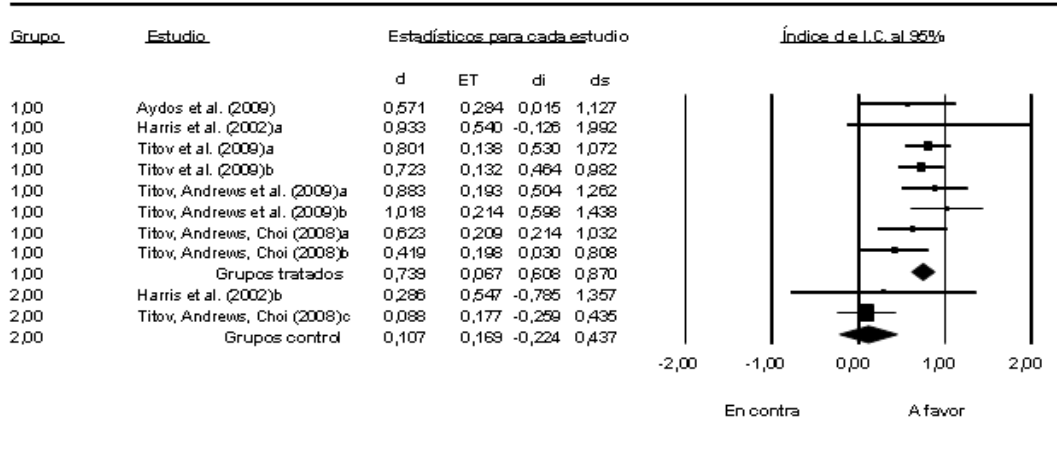 Grupo Estudio Estadísticos para cada estudio Índice de I.C. al 95%
d ET di ds
1,00 Aydos et al. (2009) 0,571 0,284 0,015 1,127
1,00 Harris et al. (2002)a 0,933 0,540 -0,126 1,992
1,00 Titov et al. (2009)a 0,801 0,138 0,530 1,072
1,00 Titov et al. (2009)b 0,723 0,132 0,464 0,982
1,00 Titov, Andrews et al. (2009)a 0,883 0,193 0,504 1,262
1,00 Titov, Andrews et al. (2009)b 1,018 0,214 0,598 1,438
1,00 Titov, Andrews, Choi (2008)a 0,623 0,209 0,214 1,032
1,00 Titov, Andrews, Choi (2008)b 0,419 0,198 0,030 0,808
1,00 Grupos tratados 0,739 0,067 0,608 0,870
2,00 Harris et al. (2002)b 0,286 0,547 -0,785 1,357
2,00 Titov, Andrews, Choi (2008)c 0,088 0,177 -0,259 0,435
2,00 Grupos control 0,107 0,169 -0,224 0,437
-2,00 -1,00 0,00 1,00 2,00
En contra A favor